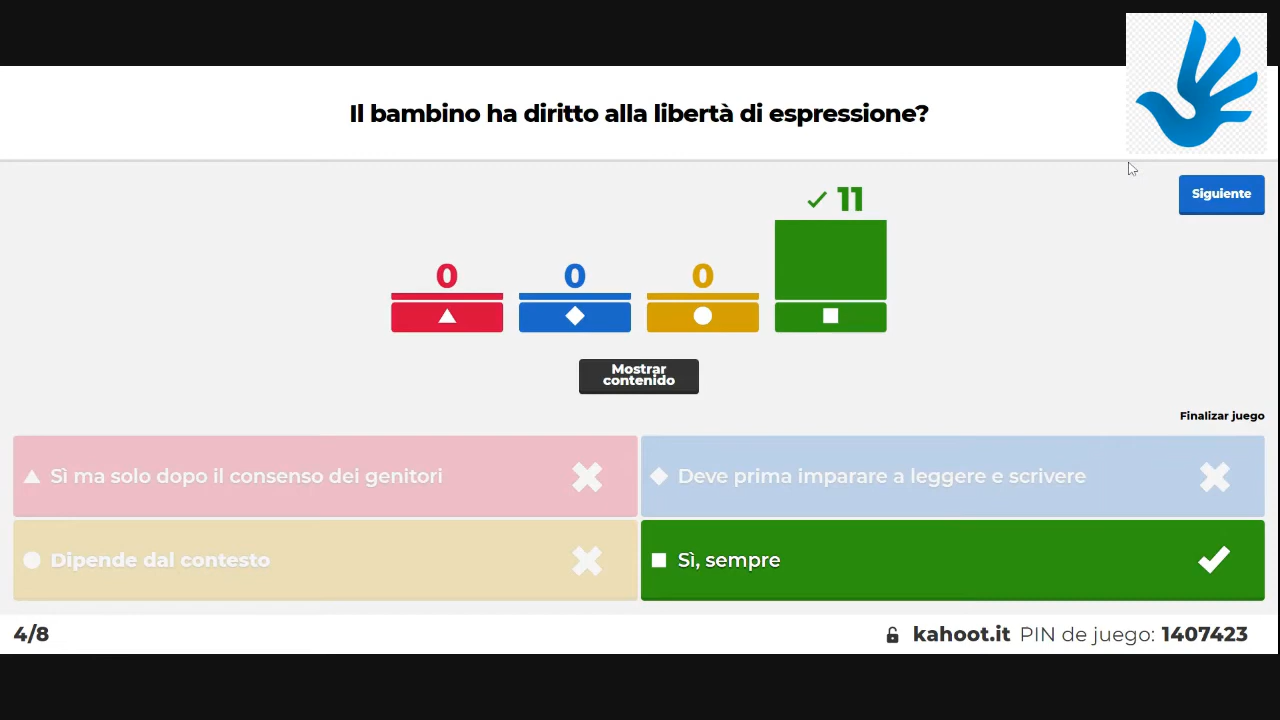 Il bambino ha diritto alla libertà di espressione?
Siguiente
0
0
0
11
Mostrar
contenido
Finalizar juego
Sì ma solo dopo il consenso dei genitori
Deve prima imparare a leggere e scrivere
Dipende dal contesto
Sì, sempre
4/8
kahoot.it PIN de juego: 1407423